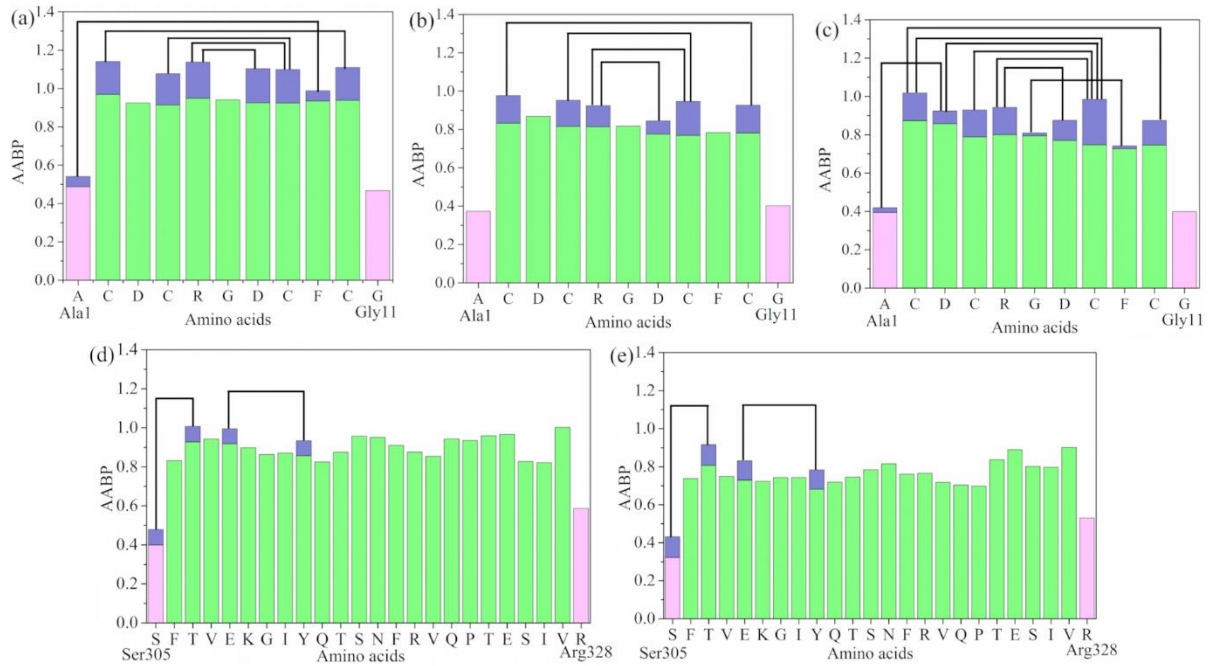 (a)
1.4
1.2
1.0
0.8
0.6
0.4
0.2
0.0
AABP
A C D C R G D C F C G
Ala1 Amino acids Gly11
(b)
1.4
1.2
1.0
0.8
0.6
0.4
0.2
0.0
AABP
A C D C R G D C F C G
Ala1 Amino acids Gly11
(c)
1.4
1.2
1.0
0.8
0.6
0.4
0.2
0.0
AABP
A C D C R G D C F C G
Ala1 Amino acids Gly11
(d)
1.4
1.2
1.0
0.8
0.6
0.4
0.2
0.0
AABP
S F T V E K G I Y Q T S N F R V Q P T E S I V R
Ser305 Amino acids Arg328
(e)
1.4
1.2
1.0
0.8
0.6
0.4
0.2
0.0
AABP
S F T V E K G I Y Q T S N F R V Q P T E S I V R
Ser305 Amino acids Arg328